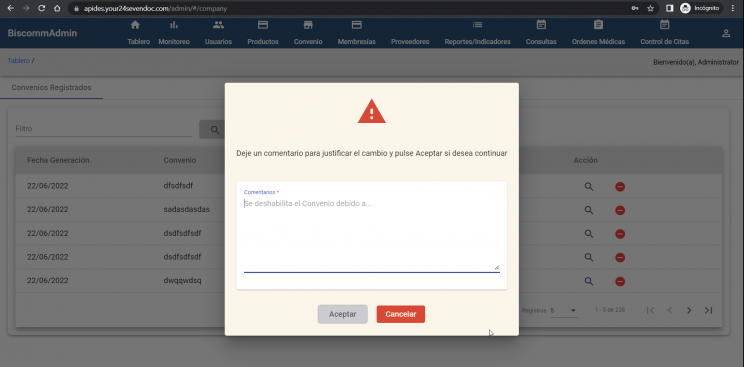 apides.your24sevendoc.com/admin/#/company
Incógnito
BiscommAdmin
Tablero
Monitoreo
Usuarios
Productos
Convenio
Membresías
Proveedores
Reportes/Indicadores
Consultas
Ordenes Médicas
Control de Citas
Tablero /
Bienvenido(a), Administrator
Convenios Registrados
Filtro
Fecha Generación Convenio Acción
22/06/2022 dfsdfsdf
22/06/2022 sadasdasdas
22/06/2022 dsdfsdfsdf
22/06/2022 dsdfsdfsdf
22/06/2022 dwqqwdsq
Registros 5 1 - 5 de 228
Deje un comentario para justificar el cambio y pulse Aceptar si desea continuar
Comentarios *
Se deshabilita el Convenio debido a...
Aceptar
Cancelar